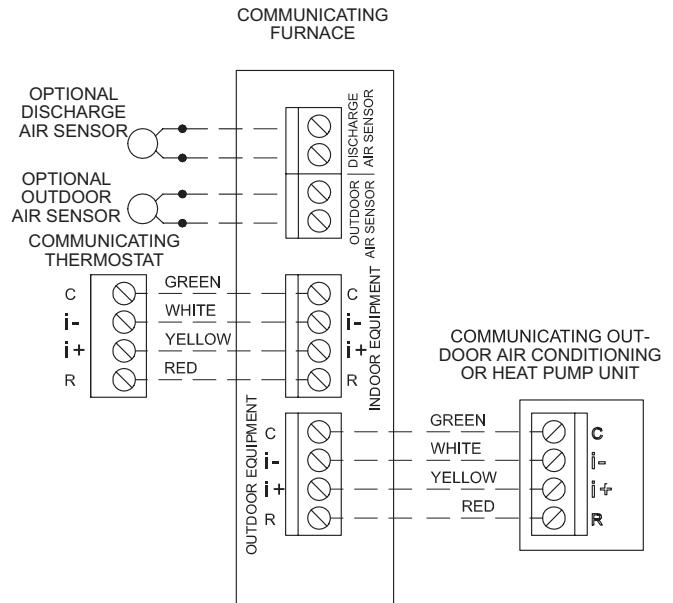 COMMUNICATING
FURNACE
OPTIONAL
DISCHARGE
AIR SENSOR
DISCHARGE
AIR SENSOR
OPTIONAL
OUTDOOR
AIR SENSOR
OUTDOOR
AIR SENSOR
COMMUNICATING
THERMOSTAT
C GREEN C
i- WHITE i-
i+ YELLOW i+
R RED R
INDOOR EQUIPMENT
COMMUNICATING OUT-
DOOR AIR CONDITIONING
OR HEAT PUMP UNIT
OUTDOOR EQUIPMENT
C GREEN C
i- WHITE i-
i+ YELLOW i+
R RED R